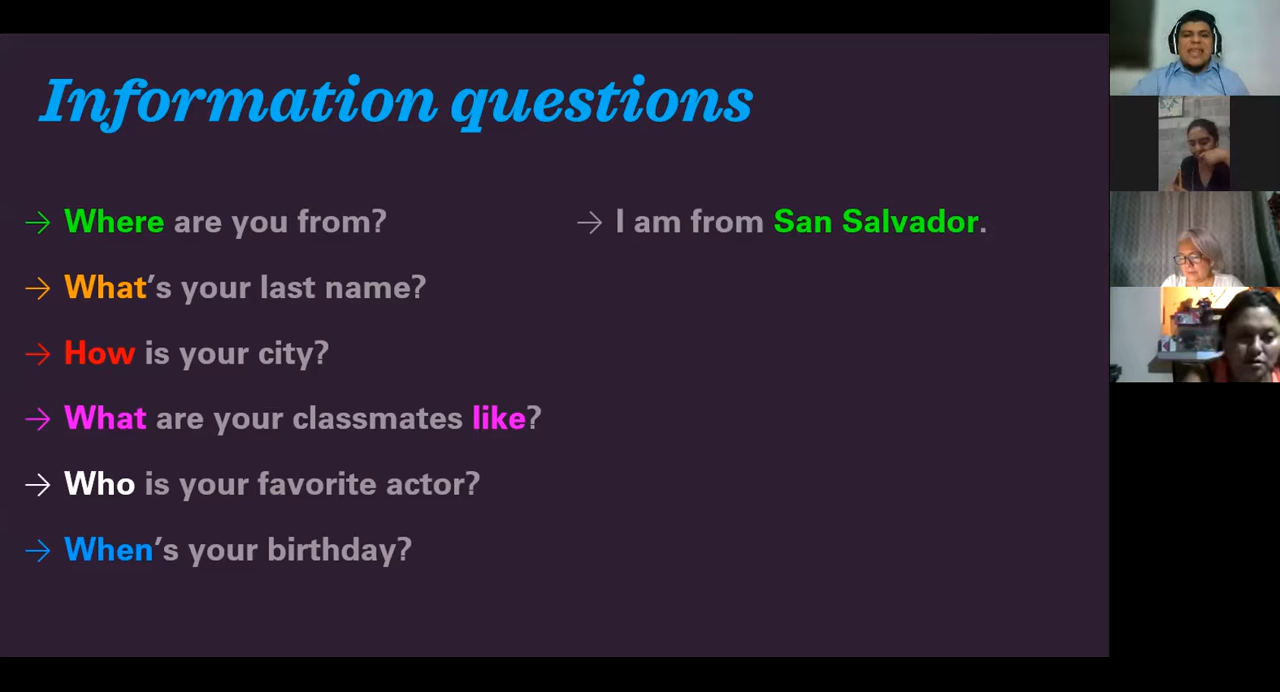 Information questions
→ Where are you from?
→ I am from San Salvador.
→ What's your last name?
→ How is your city?
→ What are your classmates like?
→ Who is your favorite actor?
→ When's your birthday?